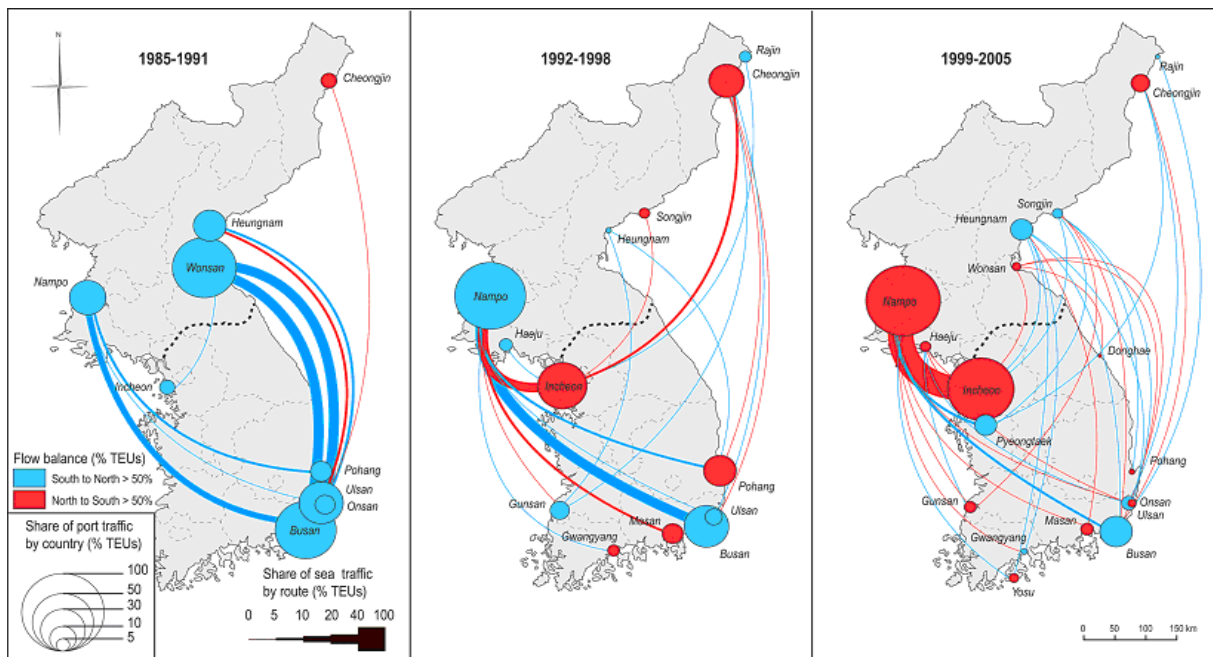 N
1985-1991
Cheongjin
Heungnam
Wonsan
Nampo
Incheon
Pohang
Ulsan
Onsan
Busan
Flow balance (% TEUs)
South to North > 50%
North to South > 50%
Share of port traffic
by country (% TEUs)
100
50
30
10
5
Share of sea traffic
by route (% TEUs)
0 5 10 20 40 100
1992-1998
Rajin
Cheongjin
Songjin
Heungnam
Nampo
Haeju
Incheon
Pohang
Ulsan
Gunsan
Masan
Gwangyang
Busan
1999-2005
Rajin
Cheongjin
Songjin
Heungnam
Wonsan
Nampo
Haeju
Donghae
Incheon
Pyeongtaek
Pohang
Gunsan
Onsan
Ulsan
Masan
Gwangyang
Busan
Yosu
0 50 100 150 km